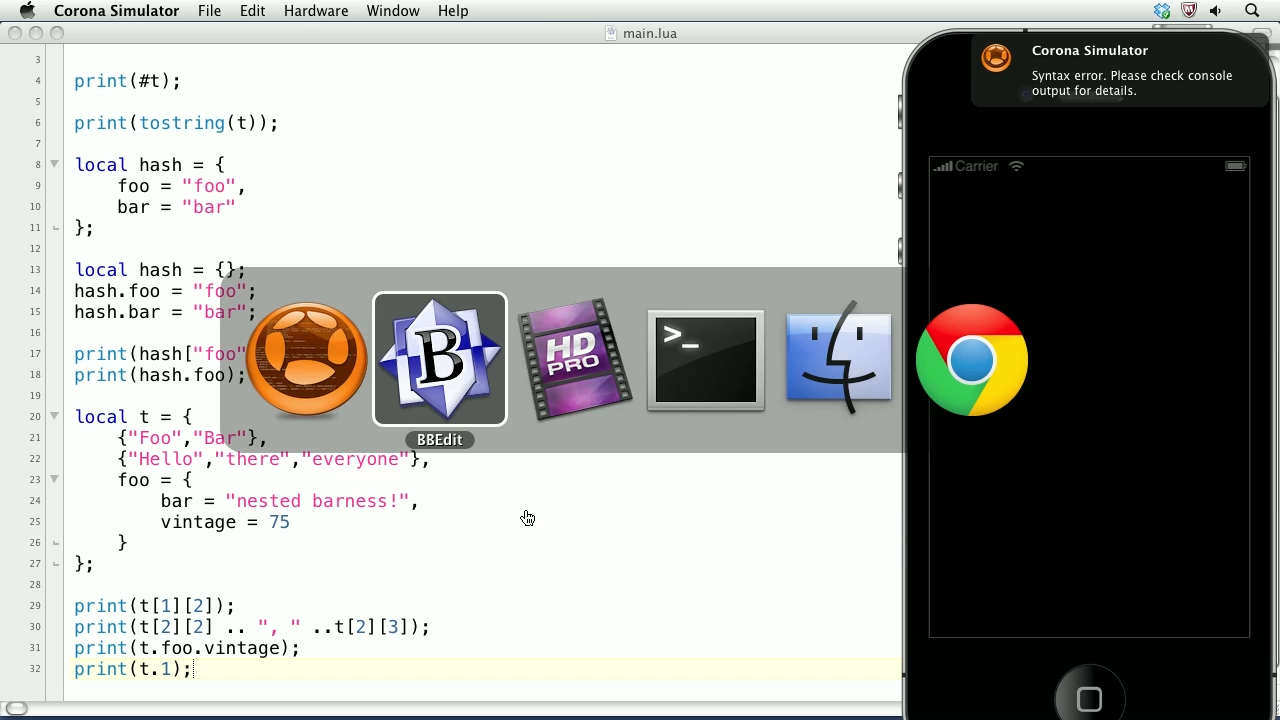 Corona Simulator File Edit Hardware Window Help
main.lua
Corona Simulator
Syntax error. Please check console
output for details.
Carrier
3
4 print(#t);
5
6 print(tostring(t));
7
8 local hash = {
9 foo = "foo",
10 bar = "bar"
11 };
12
13 local hash = {};
14 hash.foo = "foo";
15 hash.bar = "bar";
16
17 print(hash["foo"
18 print(hash.foo);
19
20 local t = {
21 {"Foo","Bar"},
22 {"Hello","there","everyone"},
23 foo = {
24 bar = "nested barness!",
25 vintage = 75
26 }
27 };
28
29 print(t[1][2]);
30 print(t[2][2] .. ", " ..t[2][3]);
31 print(t.foo.vintage);
32 print(t.1);
B
HD
PRO
>_
BBEdit